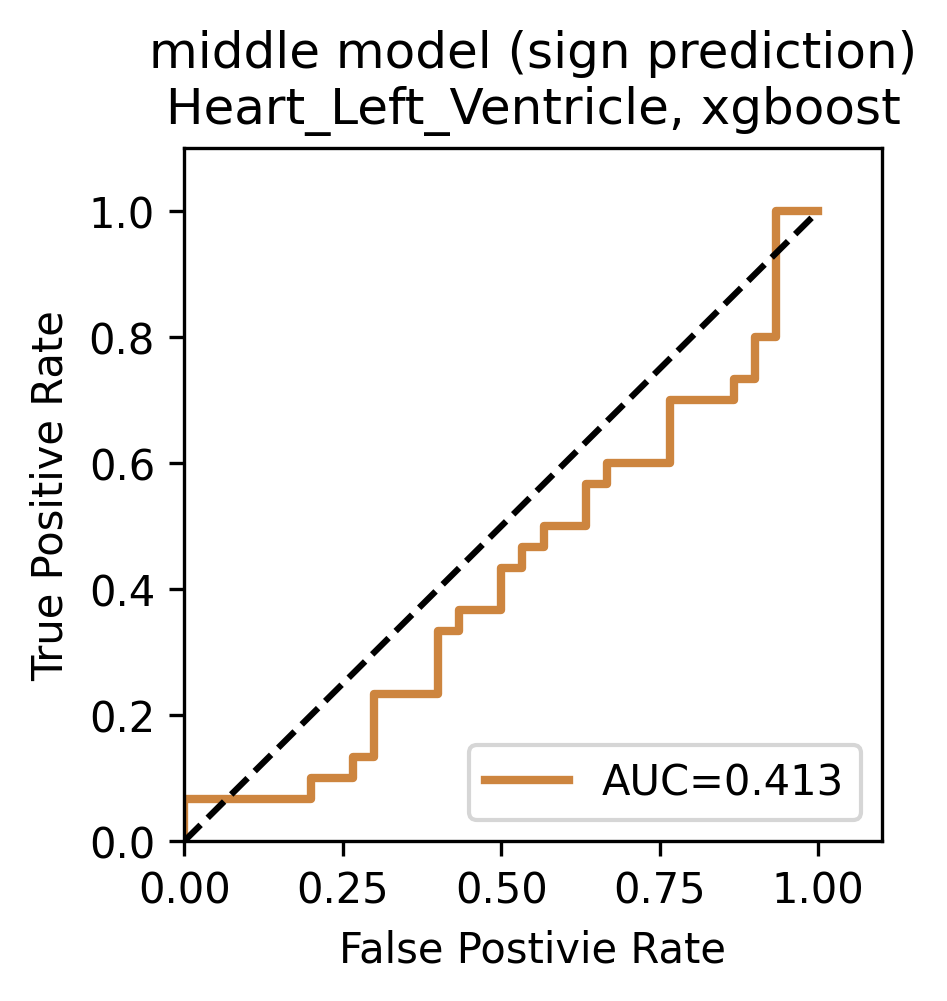 middle model (sign prediction)
Heart_Left_Ventricle, xgboost
True Positive Rate
1.0
0.8
0.6
0.4
0.2
0.0
AUC=0.413
0.00 0.25 0.50 0.75 1.00
False Postivie Rate